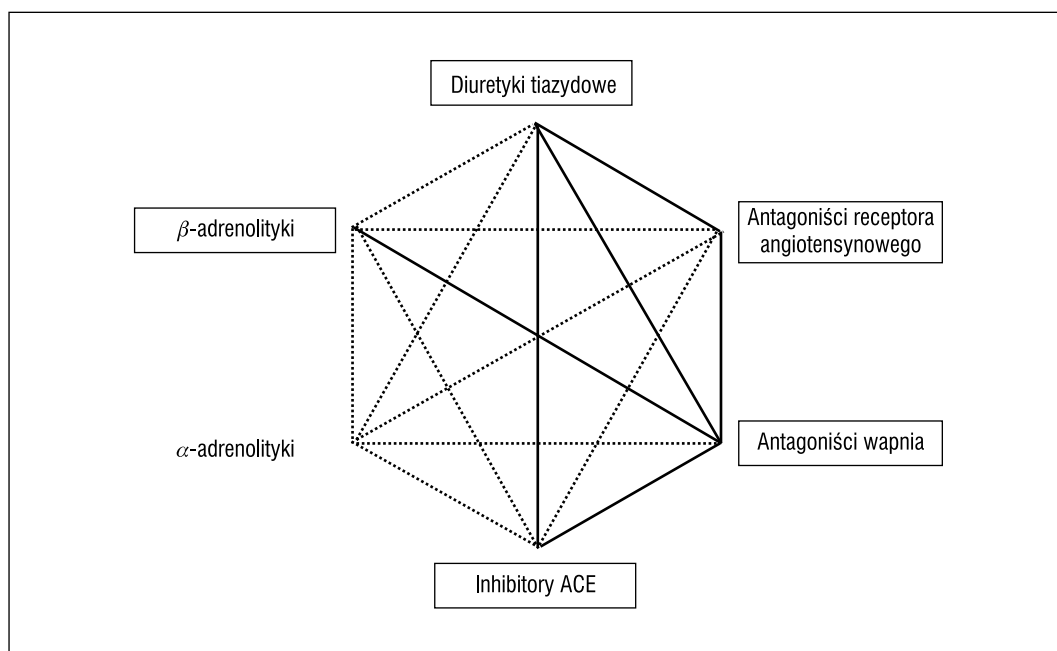 Diuretyki tiazydowe
β-adrenolityki
Antagoniści receptora
angiotensynowego
α-adrenolityki
Antagoniści wapnia
Inhibitory ACE